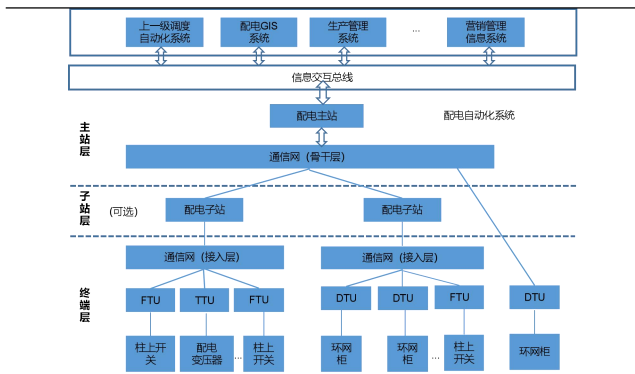 上一级调度
自动化系统
配电GIS
系统
生产管理
系统
...
营销管理
信息系统
信息交互总线
配电主站
配电自动化系统
主站层
通信网（骨干层）
子站层
(可选)
配电子站
配电子站
通信网（接入层）
通信网（接入层）
终端层
FTU
TTU
FTU
DTU
DTU
FTU
DTU
柱上开
关
配电
变压器
...
柱上
开关
环网
柜
环网
柜
...
柱上
开关
环网柜